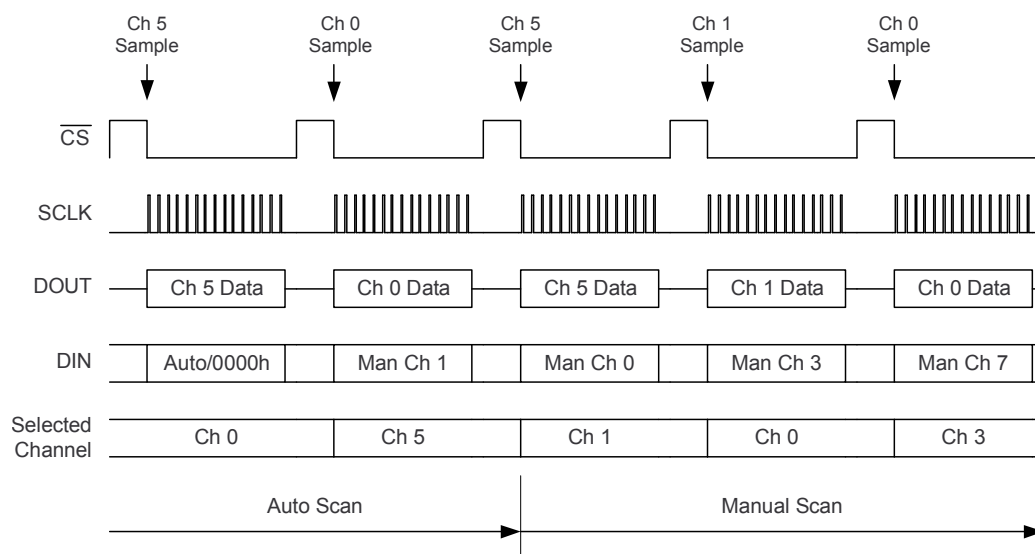 Ch 5 Sample
Ch 0 Sample
Ch 5 Sample
Ch 1 Sample
Ch 0 Sample
CS
SCLK
DOUT
Ch 5 Data
Ch 0 Data
Ch 5 Data
Ch 1 Data
Ch 0 Data
DIN
Auto/0000h
Man Ch 1
Man Ch 0
Man Ch 3
Man Ch 7
Selected Channel
Ch 0
Ch 5
Ch 1
Ch 0
Ch 3
Auto Scan
Manual Scan